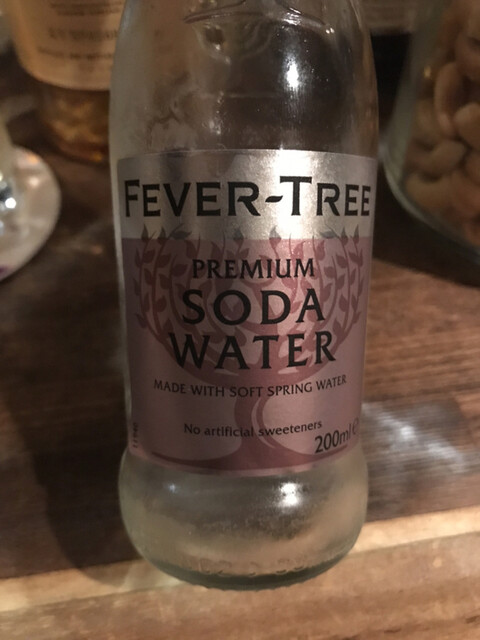 FEVER-TREE
PREMIUM
SODA
WATER
MADE WITH SOFT SPRING WATER
No artificial sweeteners
200ml e